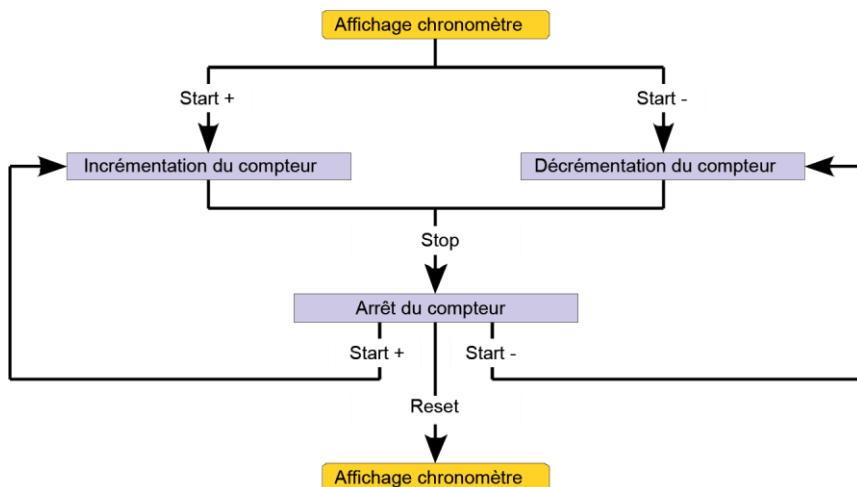 Affichage chronomètre
Start +
Start -
Incrémentation du compteur
Décrémentation du compteur
Stop
Arrêt du compteur
Start +
Start -
Reset
Affichage chronomètre